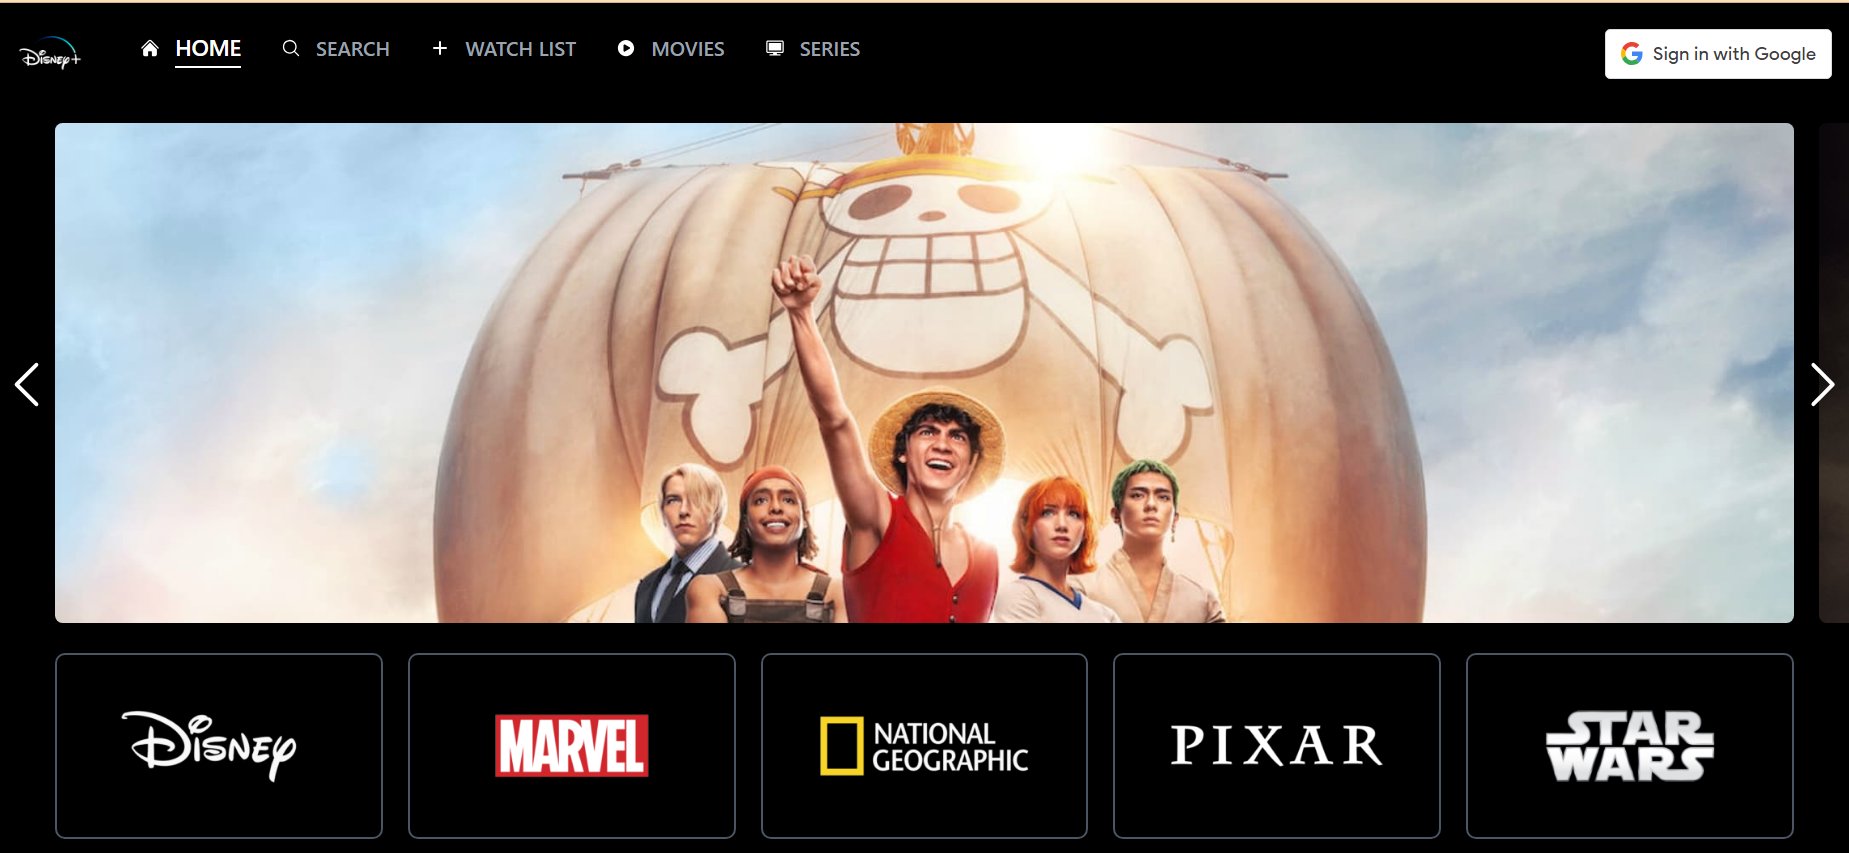 Disney+
HOME
SEARCH
WATCH LIST
MOVIES
SERIES
Sign in with Google
Disney
MARVEL
NATIONAL
GEOGRAPHIC
PIXAR
STAR
WARS